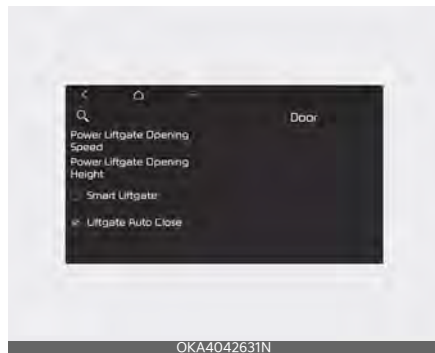 Door
Power Liftgate Opening
Speed
Power Liftgate Opening
Height
Smart Liftgate
Liftgate Auto Close
OKA4042631N